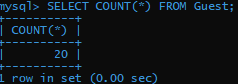 mysql> SELECT COUNT(*) FROM Guest;
+----------+
| COUNT(*) |
+----------+
|       20 |
+----------+
1 row in set (0.00 sec)